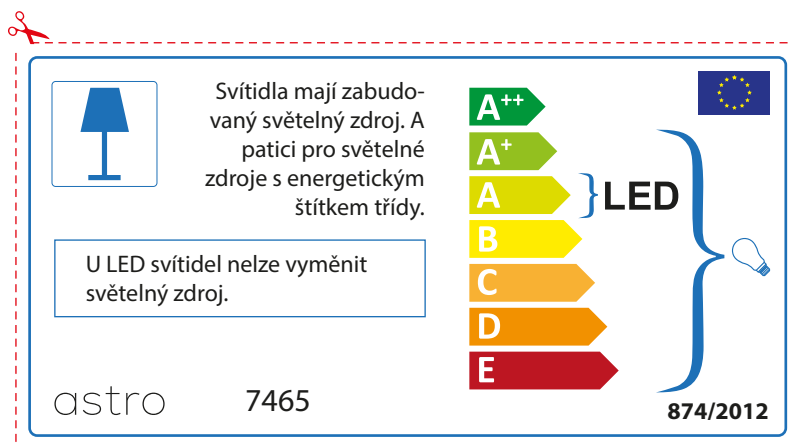 Svítidla mají zabudo-
vaný světelný zdroj. A
patici pro světelné
zdroje s energetickým
štítkem třídy.
U LED svítidel nelze vyměnit
světelný zdroj.
A++
A+
A
LED
B
C
D
E
astro
7465
874/2012